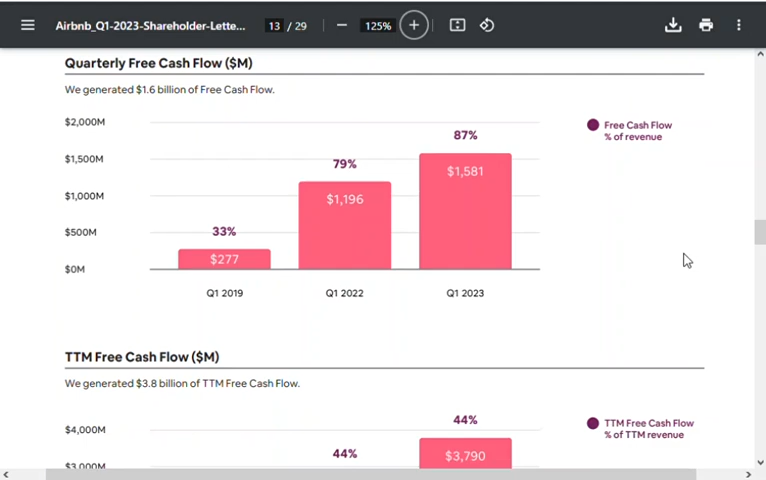 Airbnb_Q1-2023-Shareholder-Lette... 13 / 29 125%
Quarterly Free Cash Flow ($M)
We generated $1.6 billion of Free Cash Flow.
$2,000M
$1,500M
$1,000M
$500M
$0M
33%
$277
79%
$1,196
87%
$1,581
Q1 2019 Q1 2022 Q1 2023
Free Cash Flow
% of revenue
TTM Free Cash Flow ($M)
We generated $3.8 billion of TTM Free Cash Flow.
$4,000M
$3,000M
44%
44%
$3,790
TTM Free Cash Flow
% of TTM revenue